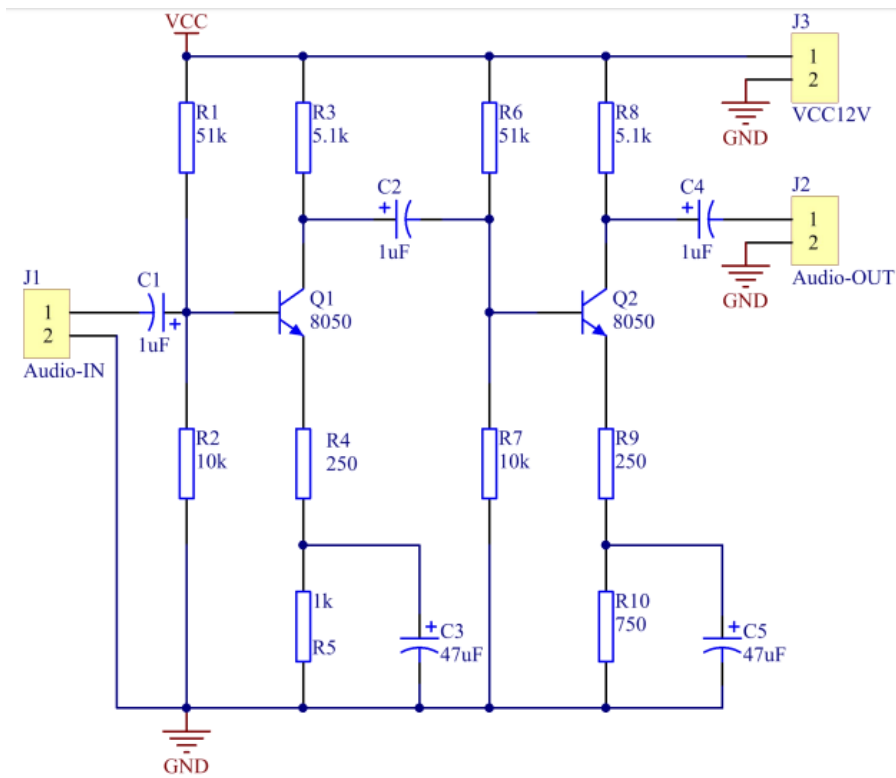 VCC
J3
1
2
VCC12V
GND
R1
51k
R3
5.1k
R6
51k
R8
5.1k
C2
+
1uF
C4
+
1uF
J2
1
2
Audio-OUT
GND
J1
1
2
Audio-IN
C1
+
1uF
Q1
8050
Q2
8050
R2
10k
R4
250
R7
10k
R9
250
1k
R5
+
C3
47uF
R10
750
+
C5
47uF
GND